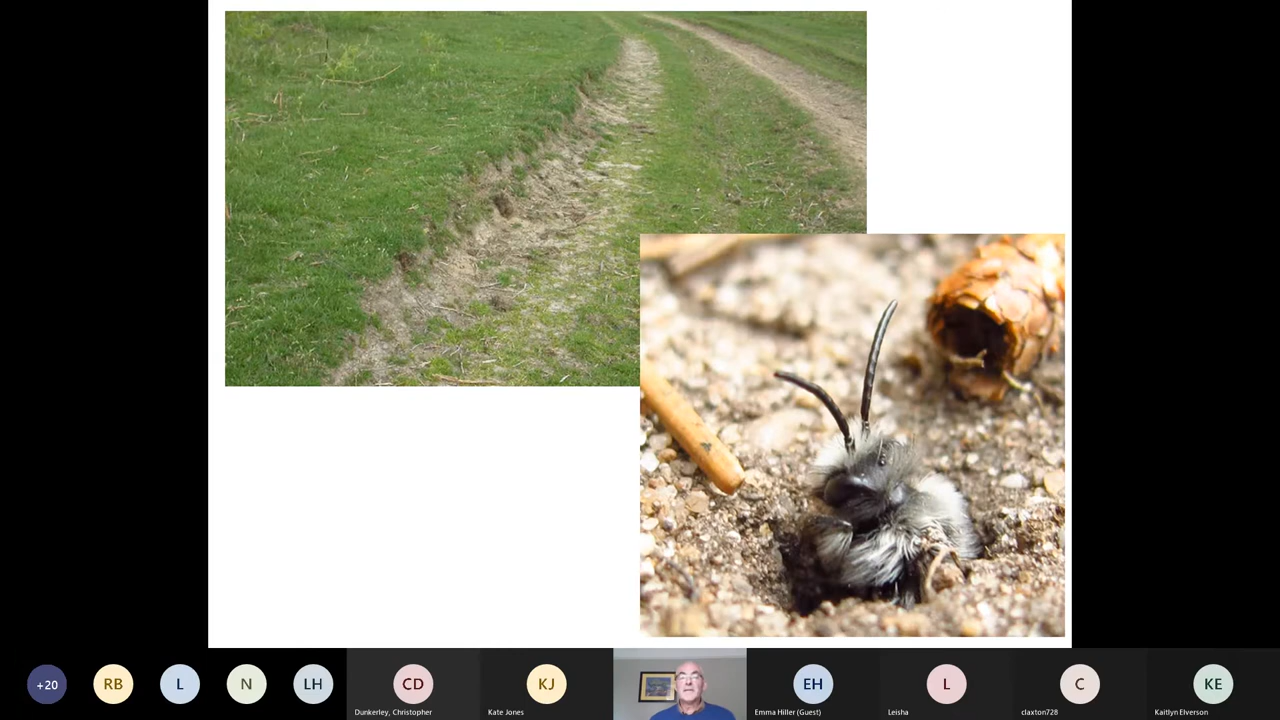 +20
RB
L
N
LH
CD
Dunkerley, Christopher
KJ
Kate Jones
EH
Emma Hiller (Guest)
L
Leisha
C
claxton728
KE
Kaitlyn Elverson